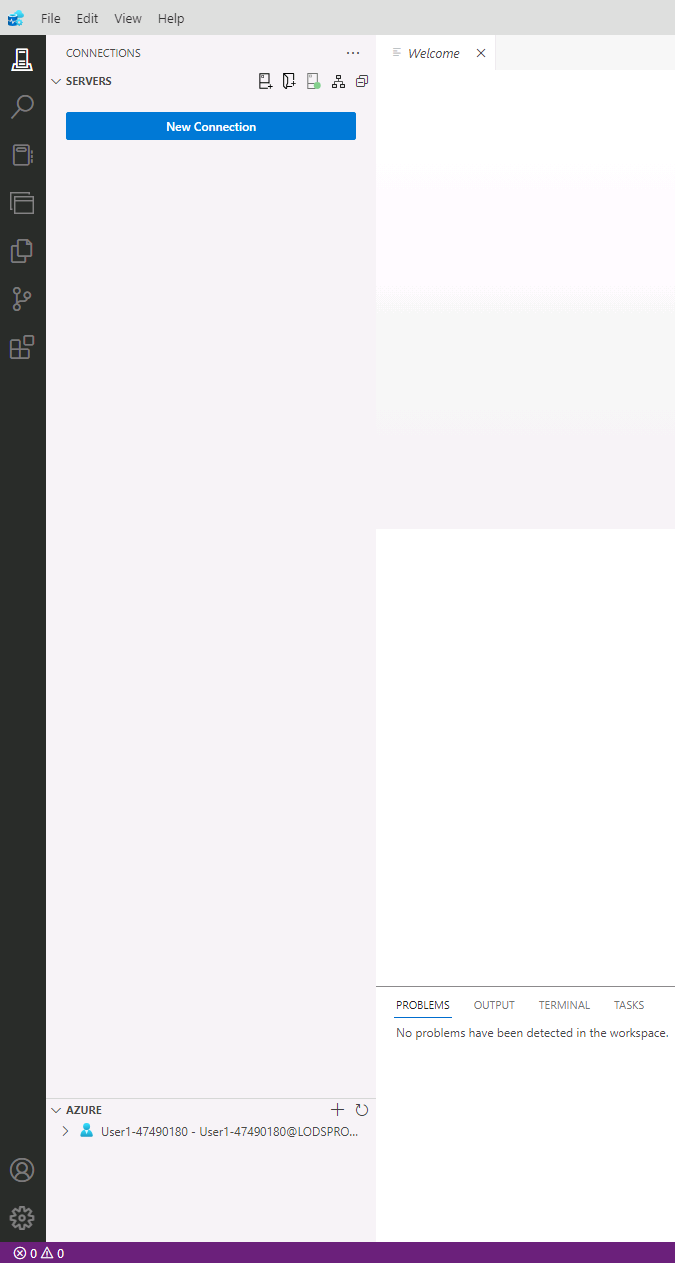 File Edit View Help
CONNECTIONS
Welcome
SERVERS
New Connection
PROBLEMS OUTPUT TERMINAL TASKS
No problems have been detected in the workspace.
AZURE
User1-47490180 - User1-47490180@LODSPRO...
0 0